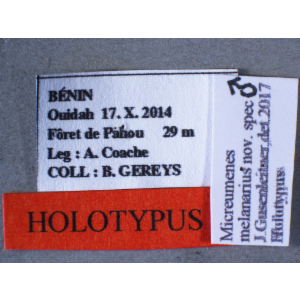 BÉNIN
Ouidah 17. X. 2014
Fôret de Pahou 29 m
Leg : A. Coache
COLL : B. GEREYS
HOLOTYPUS
♂
Micreumenes
melanarius nov. spec
J.Gusenleitner det.2017
Holotypus